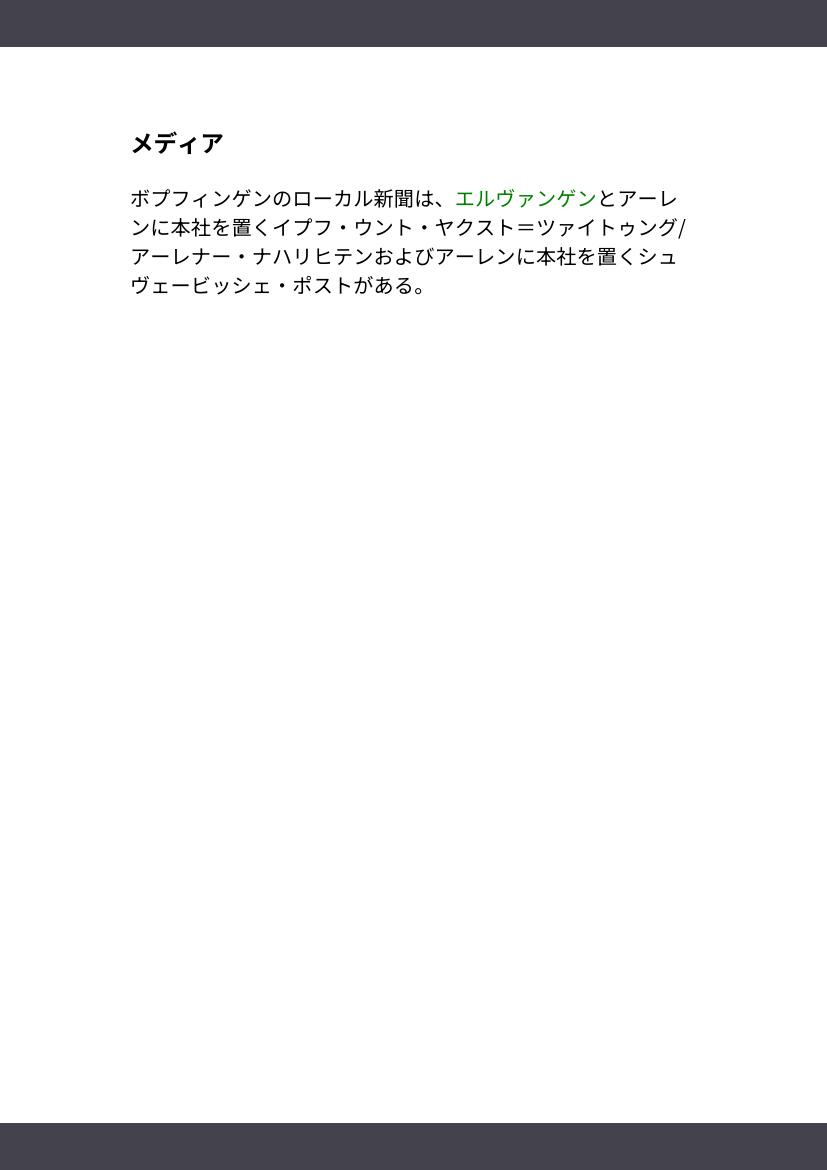 メディア
ボプフィンゲンのローカル新聞は、エルヴァンゲンとアーレ
ンに本社を置くイプフ・ウント・ヤクスト＝ツァイトゥング/
アーレナー・ナハリヒテンおよびアーレンに本社を置くシュ
ヴェービッシェ・ポストがある。